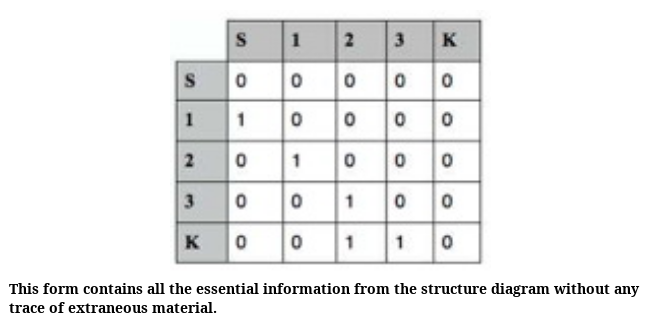 S 1 2 3 K
S 0 0 0 0 0
1 1 0 0 0 0
2 0 1 0 0 0
3 0 0 1 0 0
K 0 0 1 1 0
This form contains all the essential information from the structure diagram without any
trace of extraneous material.